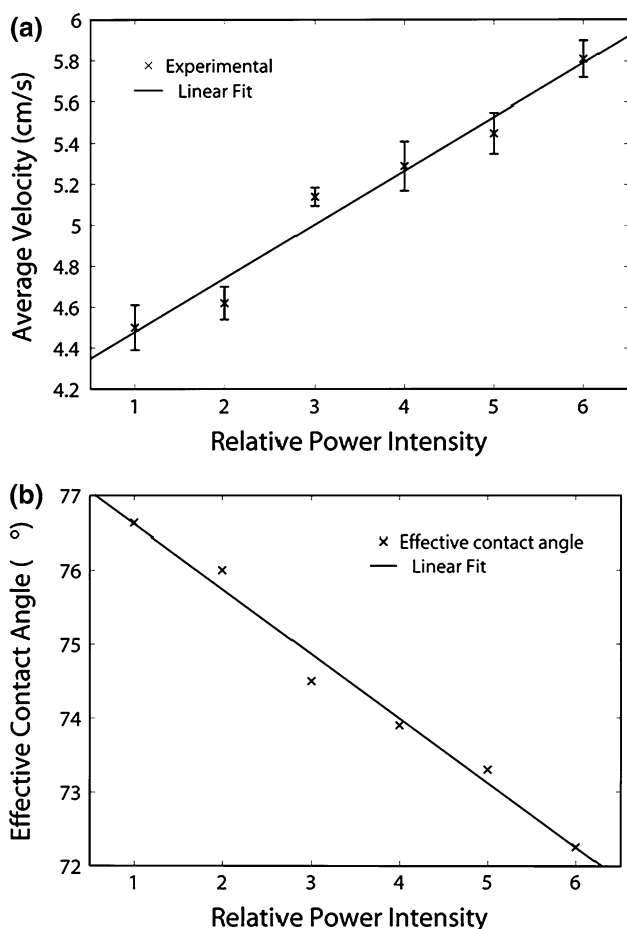 (a)
6
5.8
5.6
5.4
5.2
5
4.8
4.6
4.4
4.2
Average Velocity (cm/s)
× Experimental
— Linear Fit
1 2 3 4 5 6
Relative Power Intensity
(b)
77
76
75
74
73
72
Effective Contact Angle ( °)
× Effective contact angle
— Linear Fit
1 2 3 4 5 6
Relative Power Intensity